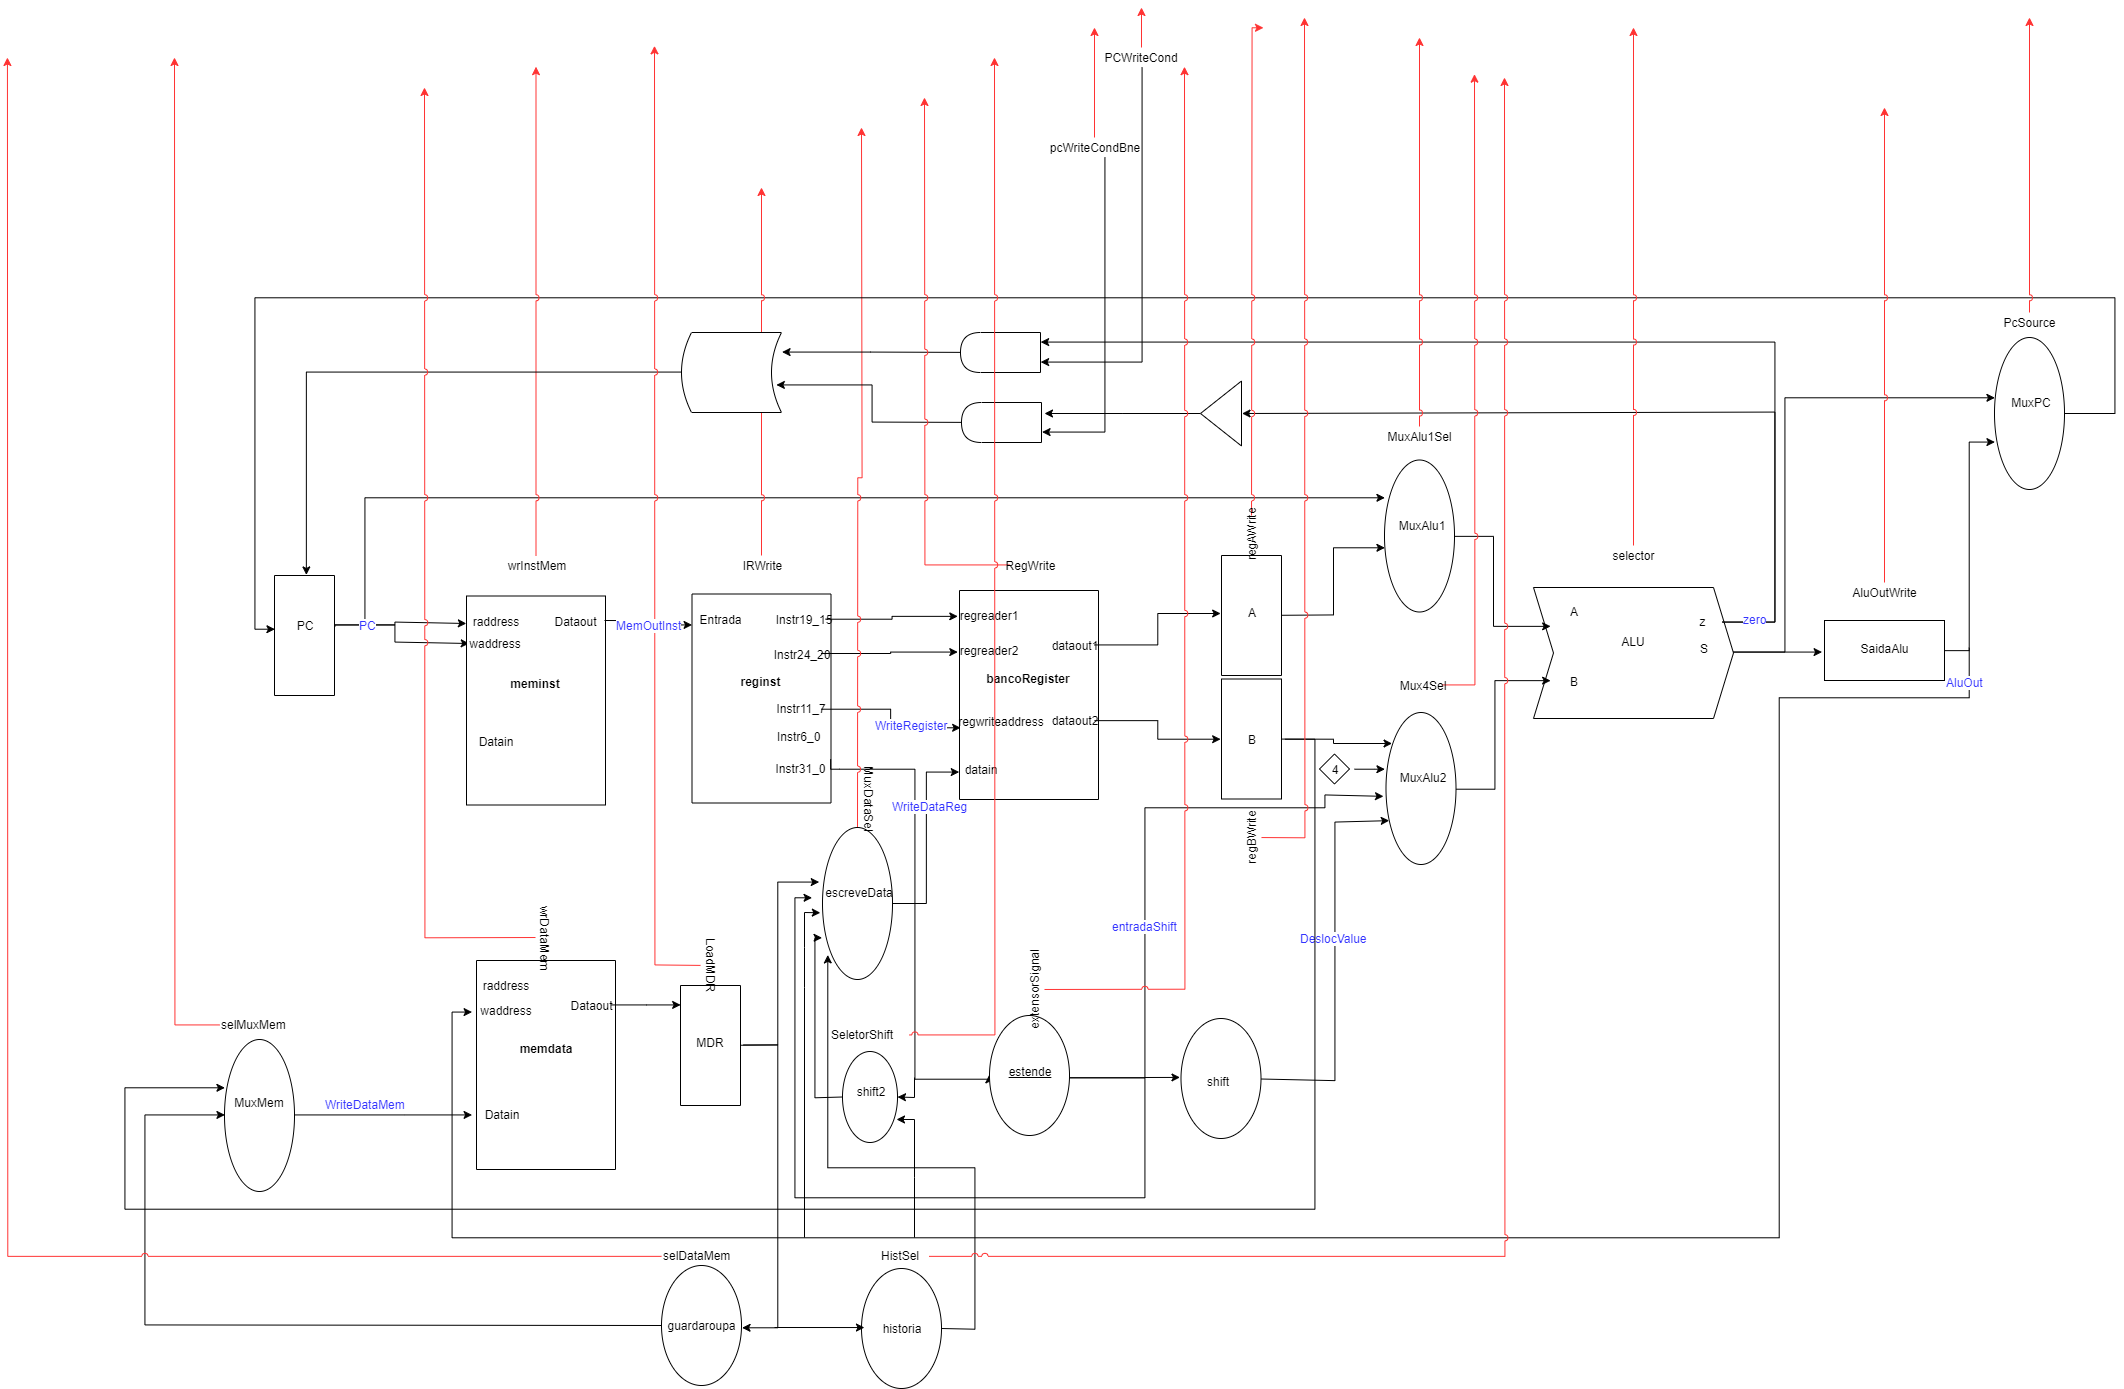 PCWriteCond
pcWriteCondBne
PcSource
MuxPC
MuxAlu1Sel
regAWrite
MuxAlu1
wrInstMem
IRWrite
RegWrite
selector
AluOutWrite
PC
PC
raddress
waddress
Dataout
meminst
Datain
MemOutInst
Entrada
Instr19_15
Instr24_20
reginst
Instr11_7
Instr6_0
Instr31_0
WriteRegister
regreader1
regreader2
dataout1
bancoRegister
regwriteaddress
dataout2
datain
A
B
A
z
zero
ALU
S
B
SaidaAlu
AluOut
Mux4Sel
4
MuxAlu2
MuxDataSel
WriteDataReg
regBWrite
escreveData
entradaShift
DeslocValue
wrDataMem
LoadMDR
extensorSignal
raddress
waddress
Dataout
memdata
Datain
MDR
selMuxMem
MuxMem
WriteDataMem
SeletorShift
shift2
estende
shift
selDataMem
HistSel
guardaroupa
historia